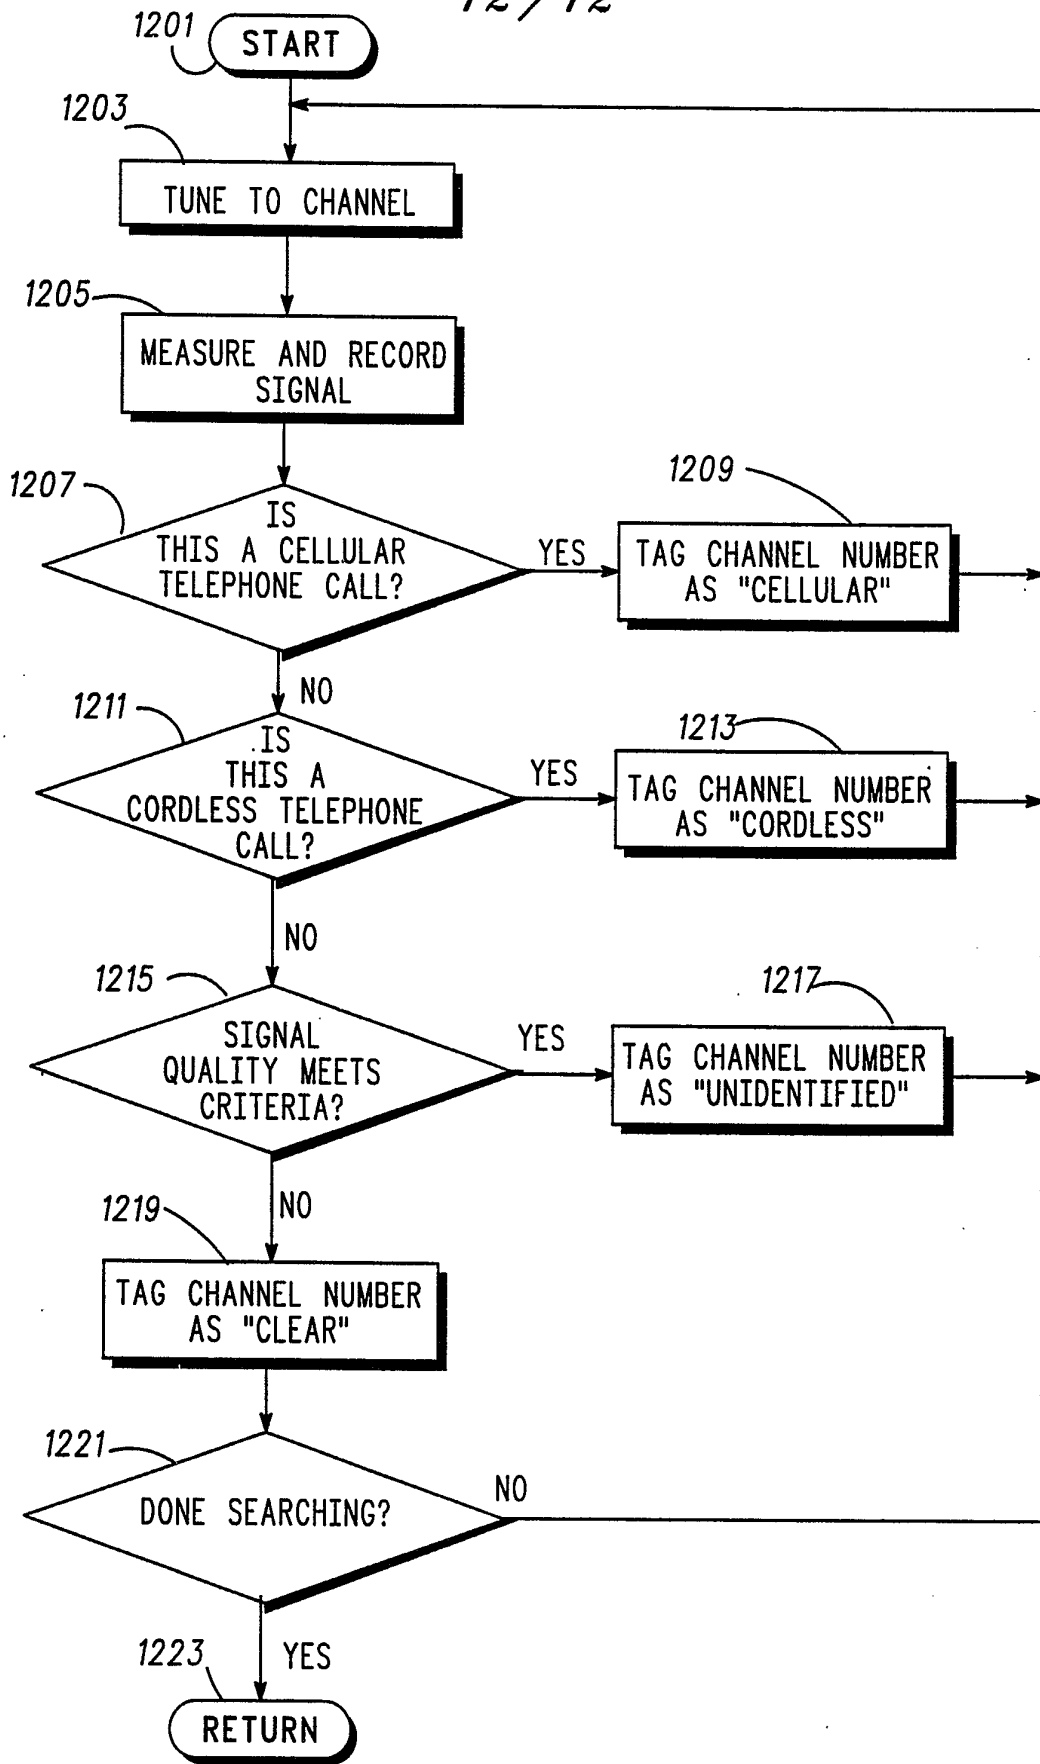 12/12
1201
START
1203
TUNE TO CHANNEL
1205
MEASURE AND RECORD
SIGNAL
1207
IS
THIS A CELLULAR
TELEPHONE CALL?
YES
1209
TAG CHANNEL NUMBER
AS "CELLULAR"
NO
1211
IS
THIS A
CORDLESS TELEPHONE
CALL?
YES
1213
TAG CHANNEL NUMBER
AS "CORDLESS"
NO
1215
SIGNAL
QUALITY MEETS
CRITERIA?
YES
1217
TAG CHANNEL NUMBER
AS "UNIDENTIFIED"
NO
1219
TAG CHANNEL NUMBER
AS "CLEAR"
1221
DONE SEARCHING?
NO
YES
1223
RETURN